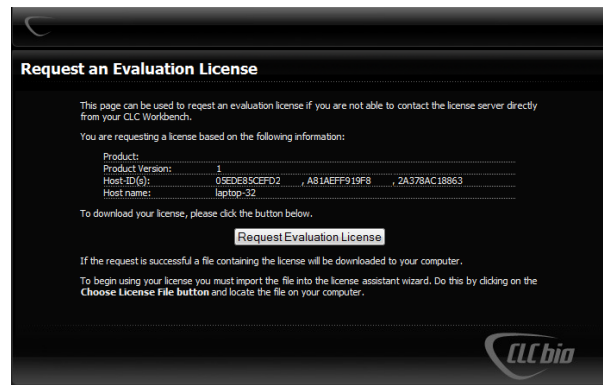 Request an Evaluation License
This page can be used to reqest an evaluation license if you are not able to contact the license server directly
from your CLC Workbench.
You are requesting a license based on the following information:
Product:
Product Version: 1
Host-ID(s): 05EDE85CEFD2 , A81AEFF919F8 , 2A378AC18863
Host name: laptop-32
To download your license, please click the button below.
Request Evaluation License
If the request is successful a file containing the license will be downloaded to your computer.
To begin using your license you must import the file into the license assistant wizard. Do this by clicking on the
Choose License File button and locate the file on your computer.
CLC bio